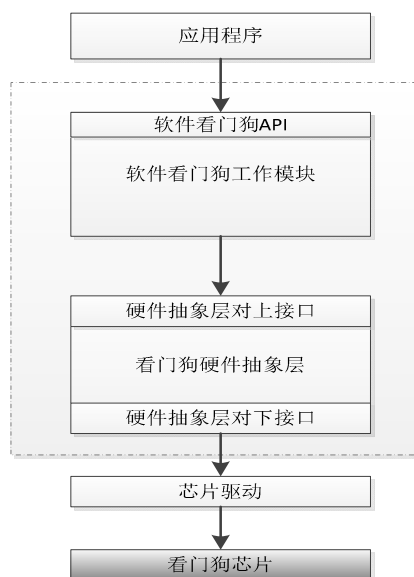 应用程序
软件看门狗API
软件看门狗工作模块
硬件抽象层对上接口
看门狗硬件抽象层
硬件抽象层对下接口
芯片驱动
看门狗芯片